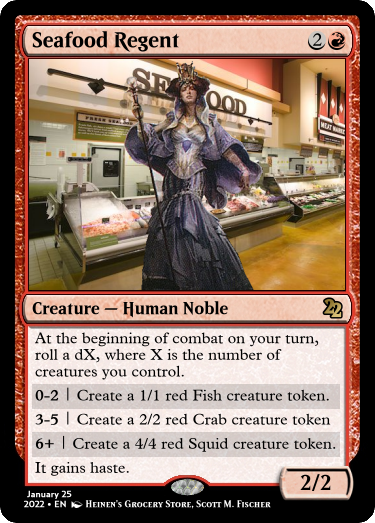 Seafood Regent
2
SEAFOOD
MEAT MARKET
Creature — Human Noble
22
At the beginning of combat on your turn,
roll a dX, where X is the number of
creatures you control.
0-2 | Create a 1/1 red Fish creature token.
3-5 | Create a 2/2 red Crab creature token
6+ | Create a 4/4 red Squid creature token.
It gains haste.
2/2
January 25
2022 • EN Heinen's Grocery Store, Scott M. Fischer